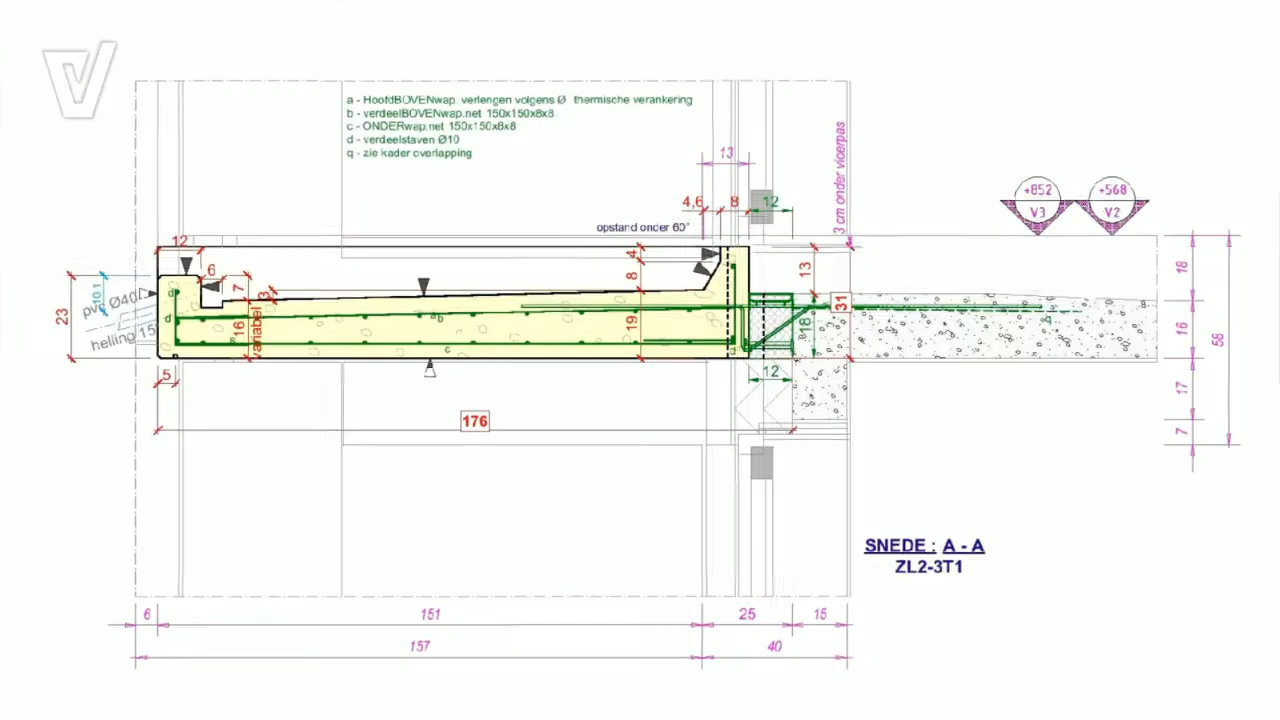 a - HoofdBOVENwap. verlengen volgens Ø thermische verankering
b - verdeelBOVENwap.net 150x150x8x8
c - ONDERwap.net 150x150x8x8
d - verdeelstaven Ø10
q - zie kader overlapping
13
3 cm onder vloerpas
+852
+568
V3
V2
4,6
8
12
opstand onder 60°
12
6
7
3
4
8
13
18
23
10,1
pvc Ø40
helling 15
d
16
variabel
a
b
c
19
18
31
16
58
5
12
176
17
7
SNEDE : A - A
ZL2-3T1
6
151
25
15
157
40